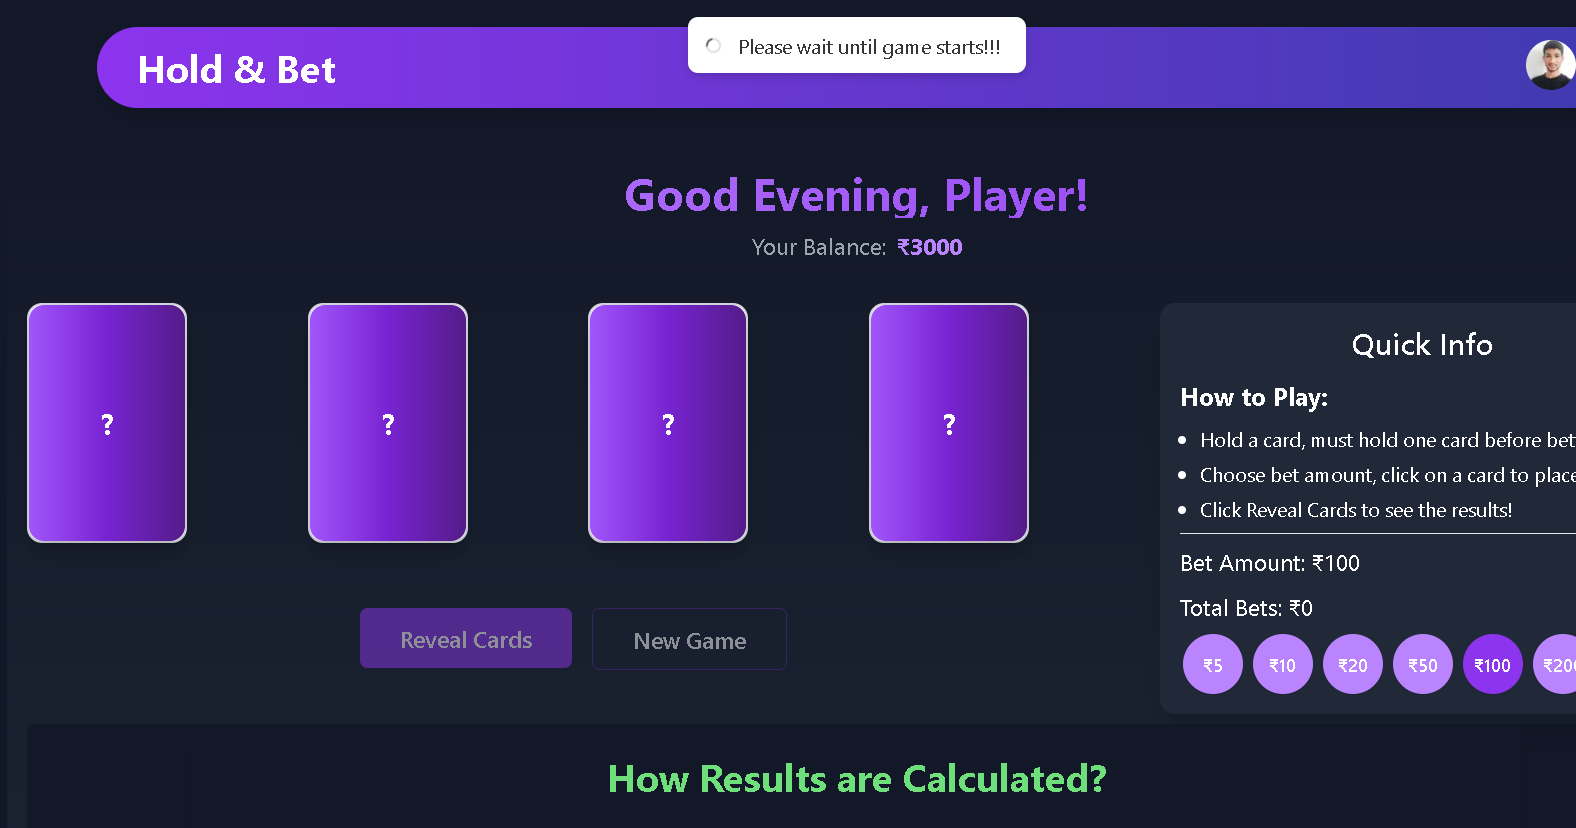 Please wait until game starts!!!
Hold & Bet
Good Evening, Player!
Your Balance: ₹3000
?
?
?
?
Quick Info
How to Play:
Hold a card, must hold one card before bet
Choose bet amount, click on a card to place
Click Reveal Cards to see the results!
Bet Amount: ₹100
Total Bets: ₹0
₹5
₹10
₹20
₹50
₹100
₹200
Reveal Cards
New Game
How Results are Calculated?